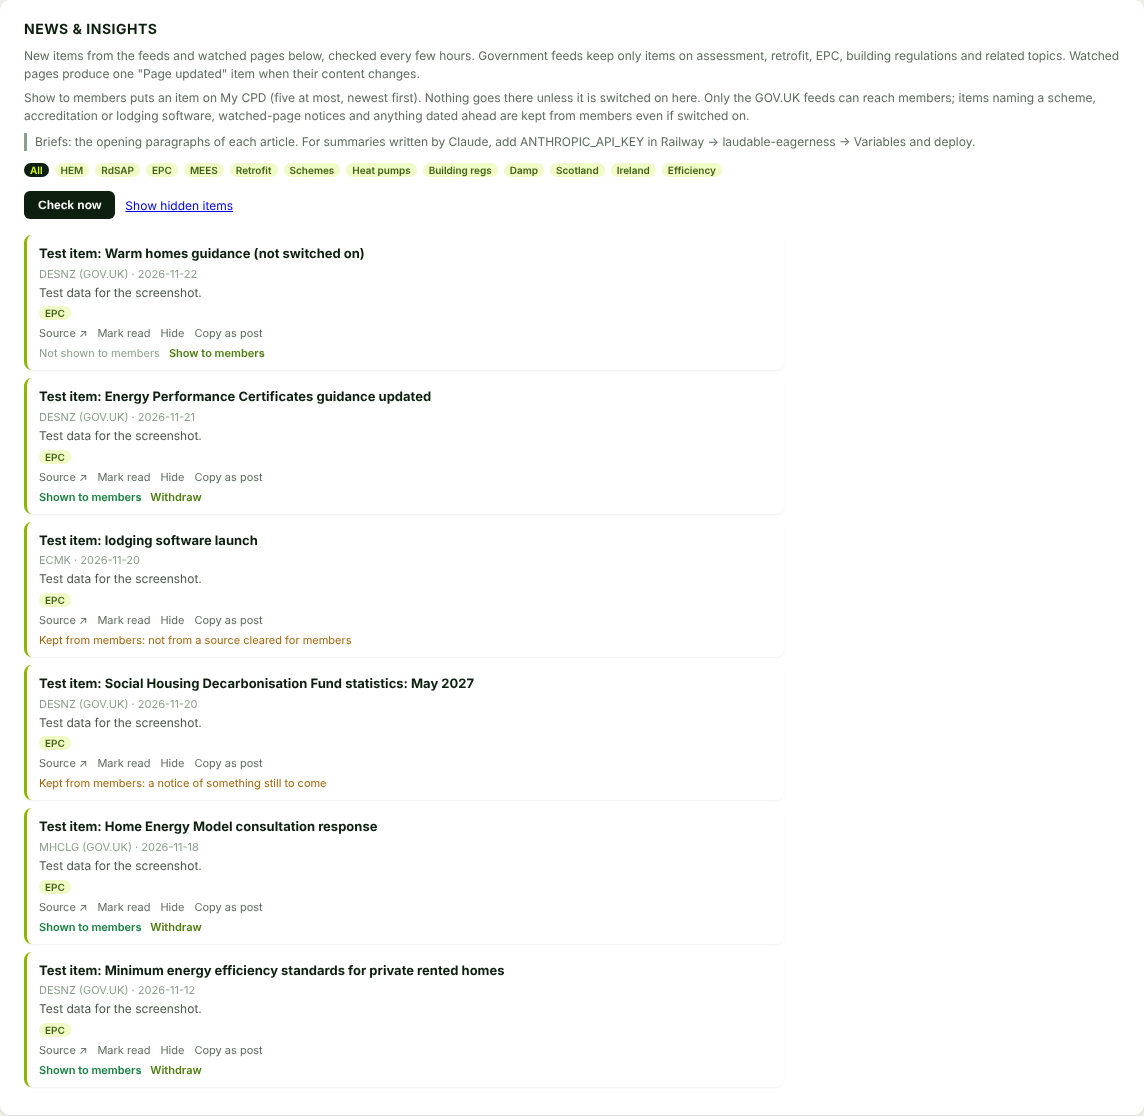 NEWS & INSIGHTS
New items from the feeds and watched pages below, checked every few hours. Government feeds keep only items on assessment, retrofit, EPC, building regulations and related topics. Watched
pages produce one "Page updated" item when their content changes.
Show to members puts an item on My CPD (five at most, newest first). Nothing goes there unless it is switched on here. Only the GOV.UK feeds can reach members; items naming a scheme,
accreditation or lodging software, watched-page notices and anything dated ahead are kept from members even if switched on.
Briefs: the opening paragraphs of each article. For summaries written by Claude, add ANTHROPIC_API_KEY in Railway → laudable-eagerness → Variables and deploy.
All HEM RdSAP EPC MEES Retrofit Schemes Heat pumps Building regs Damp Scotland Ireland Efficiency
Check now Show hidden items
Test item: Warm homes guidance (not switched on)
DESNZ (GOV.UK) · 2026-11-22
Test data for the screenshot.
EPC
Source ↗ Mark read Hide Copy as post
Not shown to members Show to members
Test item: Energy Performance Certificates guidance updated
DESNZ (GOV.UK) · 2026-11-21
Test data for the screenshot.
EPC
Source ↗ Mark read Hide Copy as post
Shown to members Withdraw
Test item: lodging software launch
ECMK · 2026-11-20
Test data for the screenshot.
EPC
Source ↗ Mark read Hide Copy as post
Kept from members: not from a source cleared for members
Test item: Social Housing Decarbonisation Fund statistics: May 2027
DESNZ (GOV.UK) · 2026-11-20
Test data for the screenshot.
EPC
Source ↗ Mark read Hide Copy as post
Kept from members: a notice of something still to come
Test item: Home Energy Model consultation response
MHCLG (GOV.UK) · 2026-11-18
Test data for the screenshot.
EPC
Source ↗ Mark read Hide Copy as post
Shown to members Withdraw
Test item: Minimum energy efficiency standards for private rented homes
DESNZ (GOV.UK) · 2026-11-12
Test data for the screenshot.
EPC
Source ↗ Mark read Hide Copy as post
Shown to members Withdraw